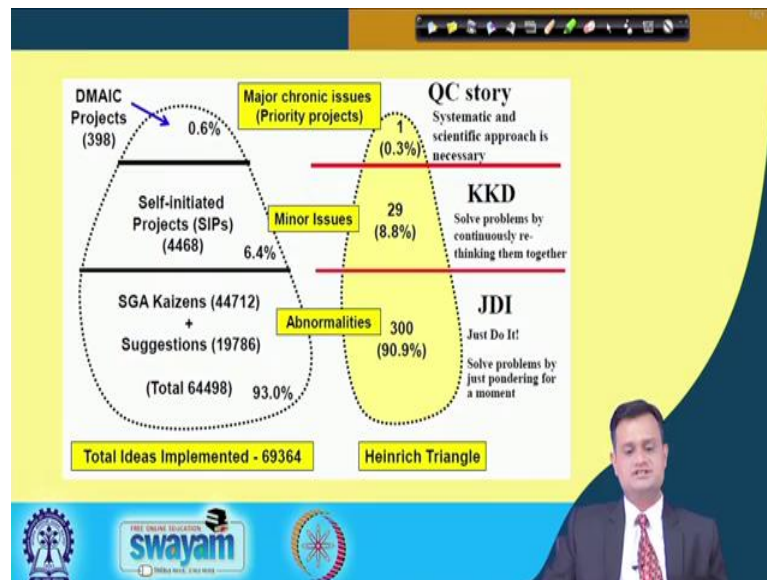 DMAIC
Projects
(398)
0.6%
Self-initiated
Projects (SIPs)
(4468)
6.4%
SGA Kaizens (44712)
+
Suggestions (19786)
(Total 64498)
93.0%
Total Ideas Implemented - 69364
Major chronic issues
(Priority projects)
Minor Issues
Abnormalities
1
(0.3%)
29
(8.8%)
300
(90.9%)
Heinrich Triangle
QC story
Systematic and
scientific approach is
necessary
KKD
Solve problems by
continuously re-
thinking them together
JDI
Just Do It!
Solve problems by
just pondering for
a moment
FREE ONLINE EDUCATION
swayam